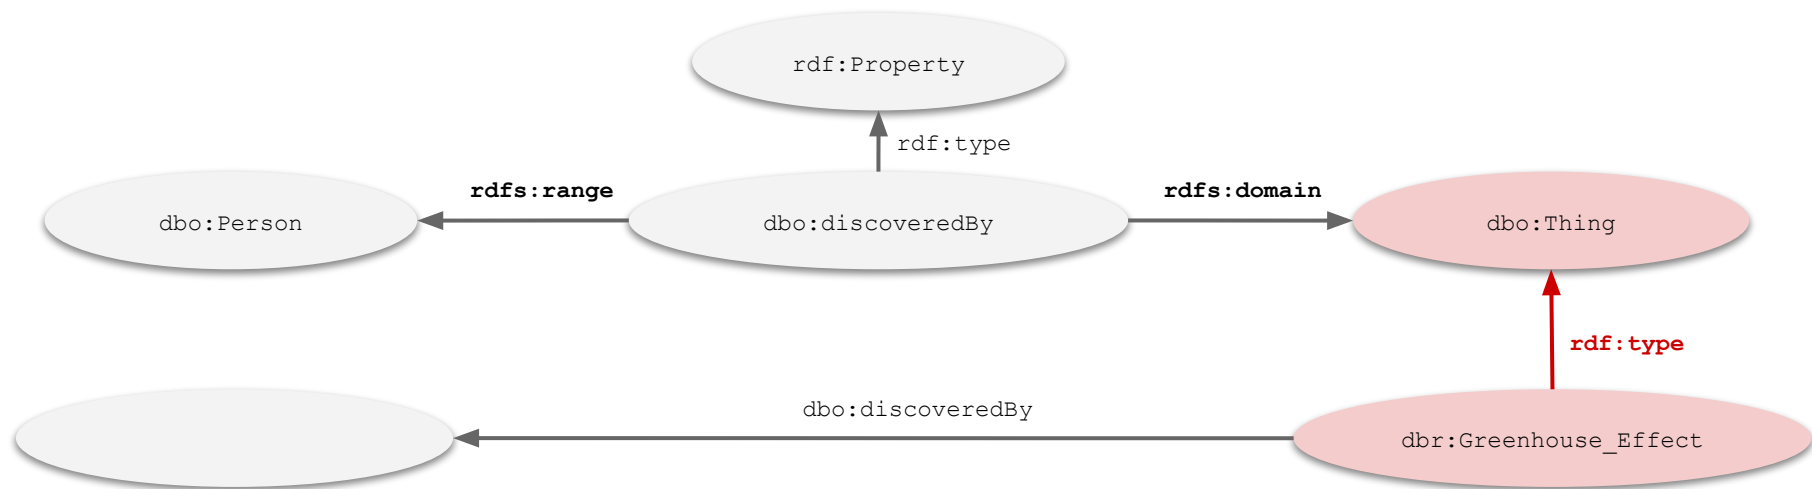 rdf:Property
rdf:type
rdfs:range
rdfs:domain
dbo:Person
dbo:discoveredBy
dbo:Thing
rdf:type
dbo:discoveredBy
dbr:Greenhouse_Effect